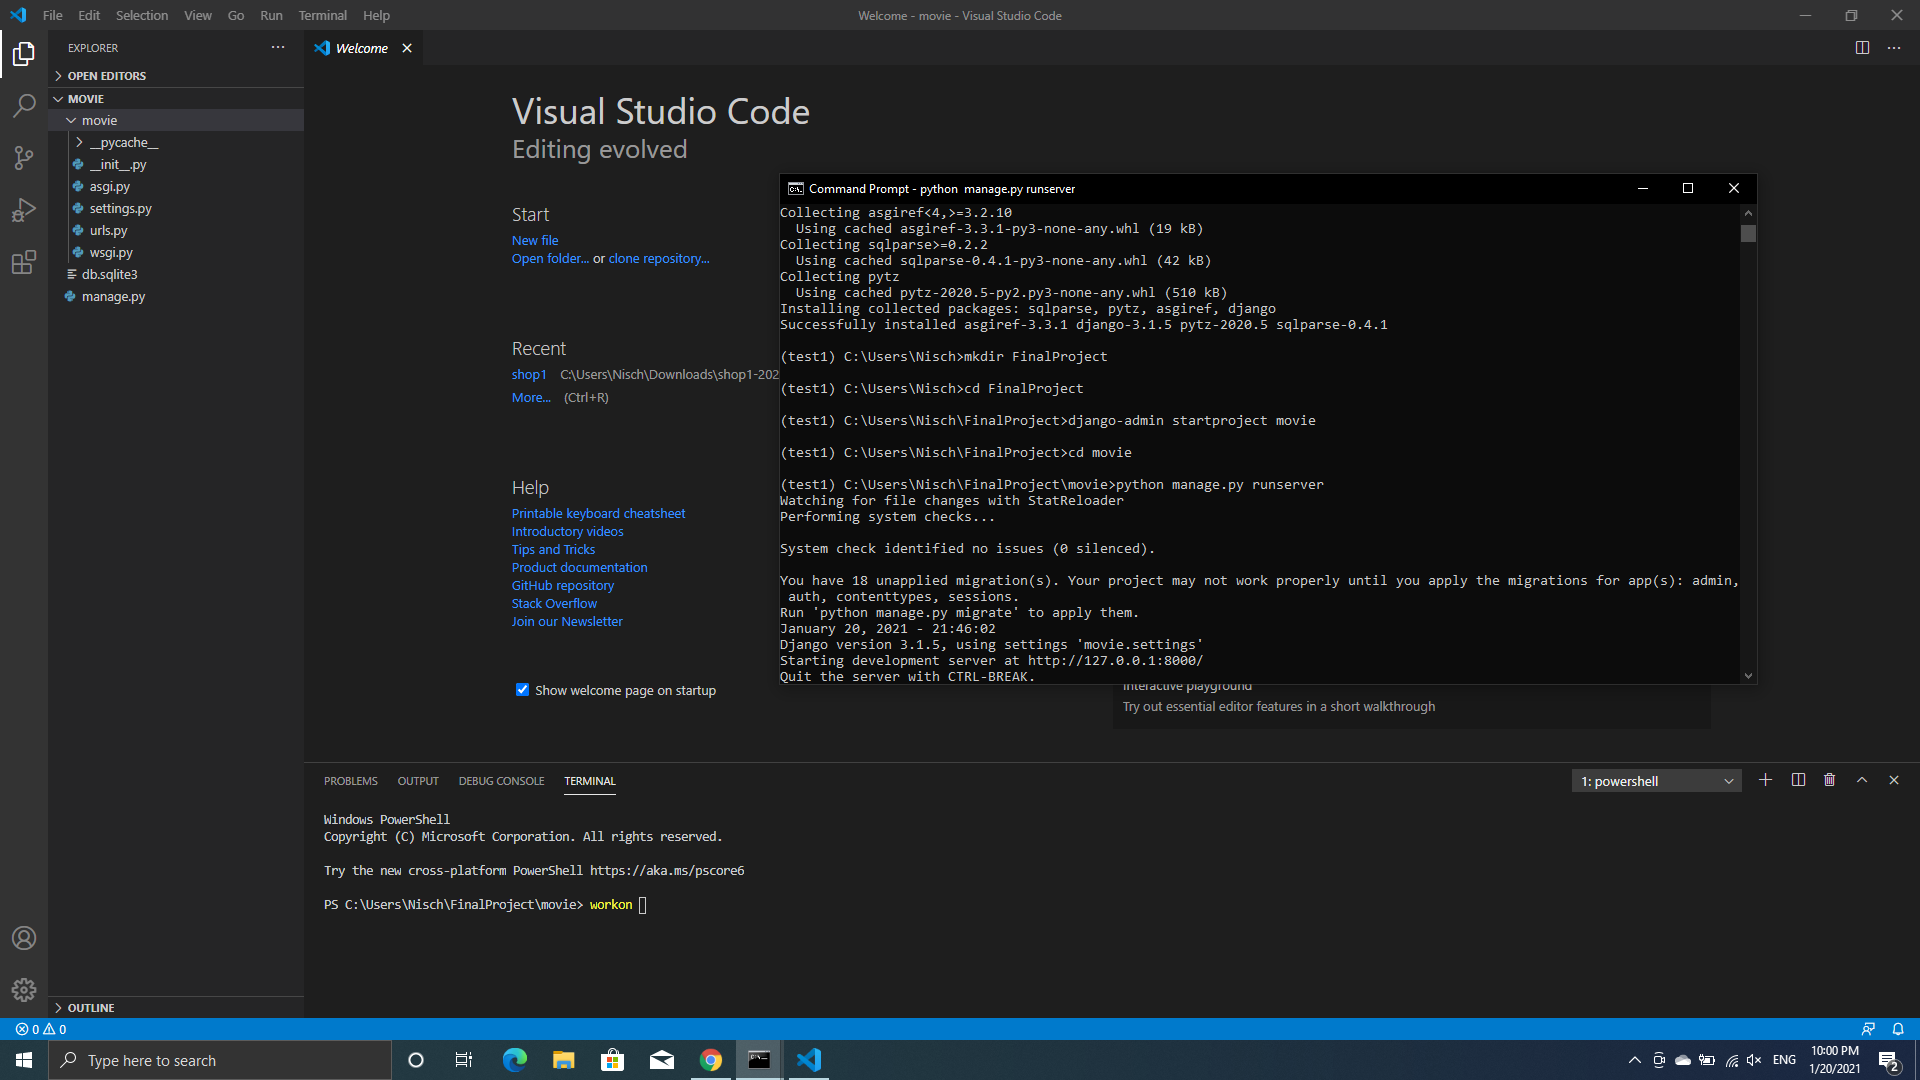 File Edit Selection View Go Run Terminal Help
Welcome - movie - Visual Studio Code
EXPLORER
OPEN EDITORS
MOVIE
movie
__pycache__
__init__.py
asgi.py
settings.py
urls.py
wsgi.py
db.sqlite3
manage.py
OUTLINE
Welcome
Visual Studio Code
Editing evolved
Start
New file
Open folder... or clone repository...
Recent
shop1 C:\Users\Nisch\Downloads\shop1-202
More... (Ctrl+R)
Help
Printable keyboard cheatsheet
Introductory videos
Tips and Tricks
Product documentation
GitHub repository
Stack Overflow
Join our Newsletter
Show welcome page on startup
Interactive playground
Try out essential editor features in a short walkthrough
Command Prompt - python  manage.py runserver
Collecting asgiref<4,>=3.2.10
  Using cached asgiref-3.3.1-py3-none-any.whl (19 kB)
Collecting sqlparse>=0.2.2
  Using cached sqlparse-0.4.1-py3-none-any.whl (42 kB)
Collecting pytz
  Using cached pytz-2020.5-py2.py3-none-any.whl (510 kB)
Installing collected packages: sqlparse, pytz, asgiref, django
Successfully installed asgiref-3.3.1 django-3.1.5 pytz-2020.5 sqlparse-0.4.1
(test1) C:\Users\Nisch>mkdir FinalProject
(test1) C:\Users\Nisch>cd FinalProject
(test1) C:\Users\Nisch\FinalProject>django-admin startproject movie
(test1) C:\Users\Nisch\FinalProject>cd movie
(test1) C:\Users\Nisch\FinalProject\movie>python manage.py runserver
Watching for file changes with StatReloader
Performing system checks...
System check identified no issues (0 silenced).
You have 18 unapplied migration(s). Your project may not work properly until you apply the migrations for app(s): admin,
 auth, contenttypes, sessions.
Run 'python manage.py migrate' to apply them.
January 20, 2021 - 21:46:02
Django version 3.1.5, using settings 'movie.settings'
Starting development server at http://127.0.0.1:8000/
Quit the server with CTRL-BREAK.
PROBLEMS OUTPUT DEBUG CONSOLE TERMINAL
1: powershell
Windows PowerShell
Copyright (C) Microsoft Corporation. All rights reserved.
Try the new cross-platform PowerShell https://aka.ms/pscore6
PS C:\Users\Nisch\FinalProject\movie> workon
0 0
Type here to search
ENG
10:00 PM
1/20/2021
2